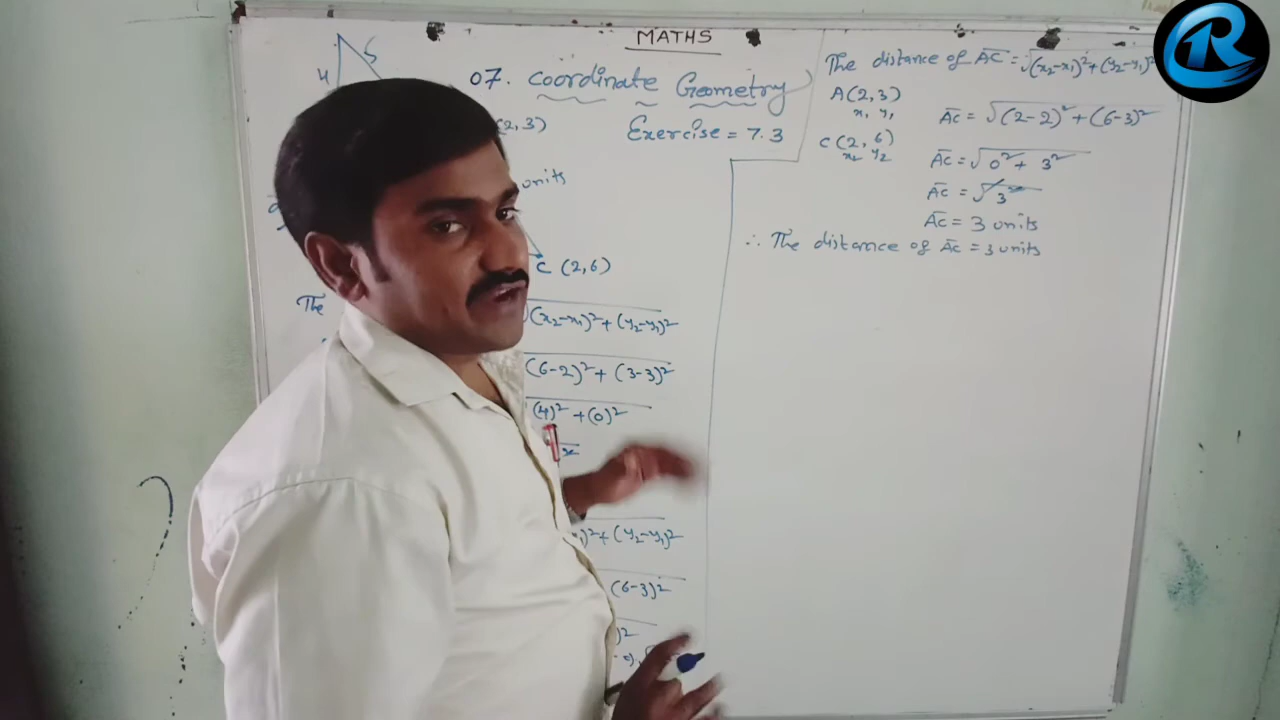 MATHS
07. Coordinate Geometry
Exercise = 7.3
4
5
(2,3)
units
C (2,6)
The
(x₂-x₁)²+(y₂-y₁)²
(6-2)²+(3-3)²
(4)²+(0)²
)²+(y₂-y₁)²
(6-3)²
)²
The distance of AC = √(x₂-x₁)²+(y₂-y₁)²
A(2,3)
x₁ y₁
C(2,6)
x₂ y₂
AC = √(2-2)²+(6-3)²
AC = √0²+3²
AC = √3²
AC = 3 units
∴ The distance of AC = 3 units
R